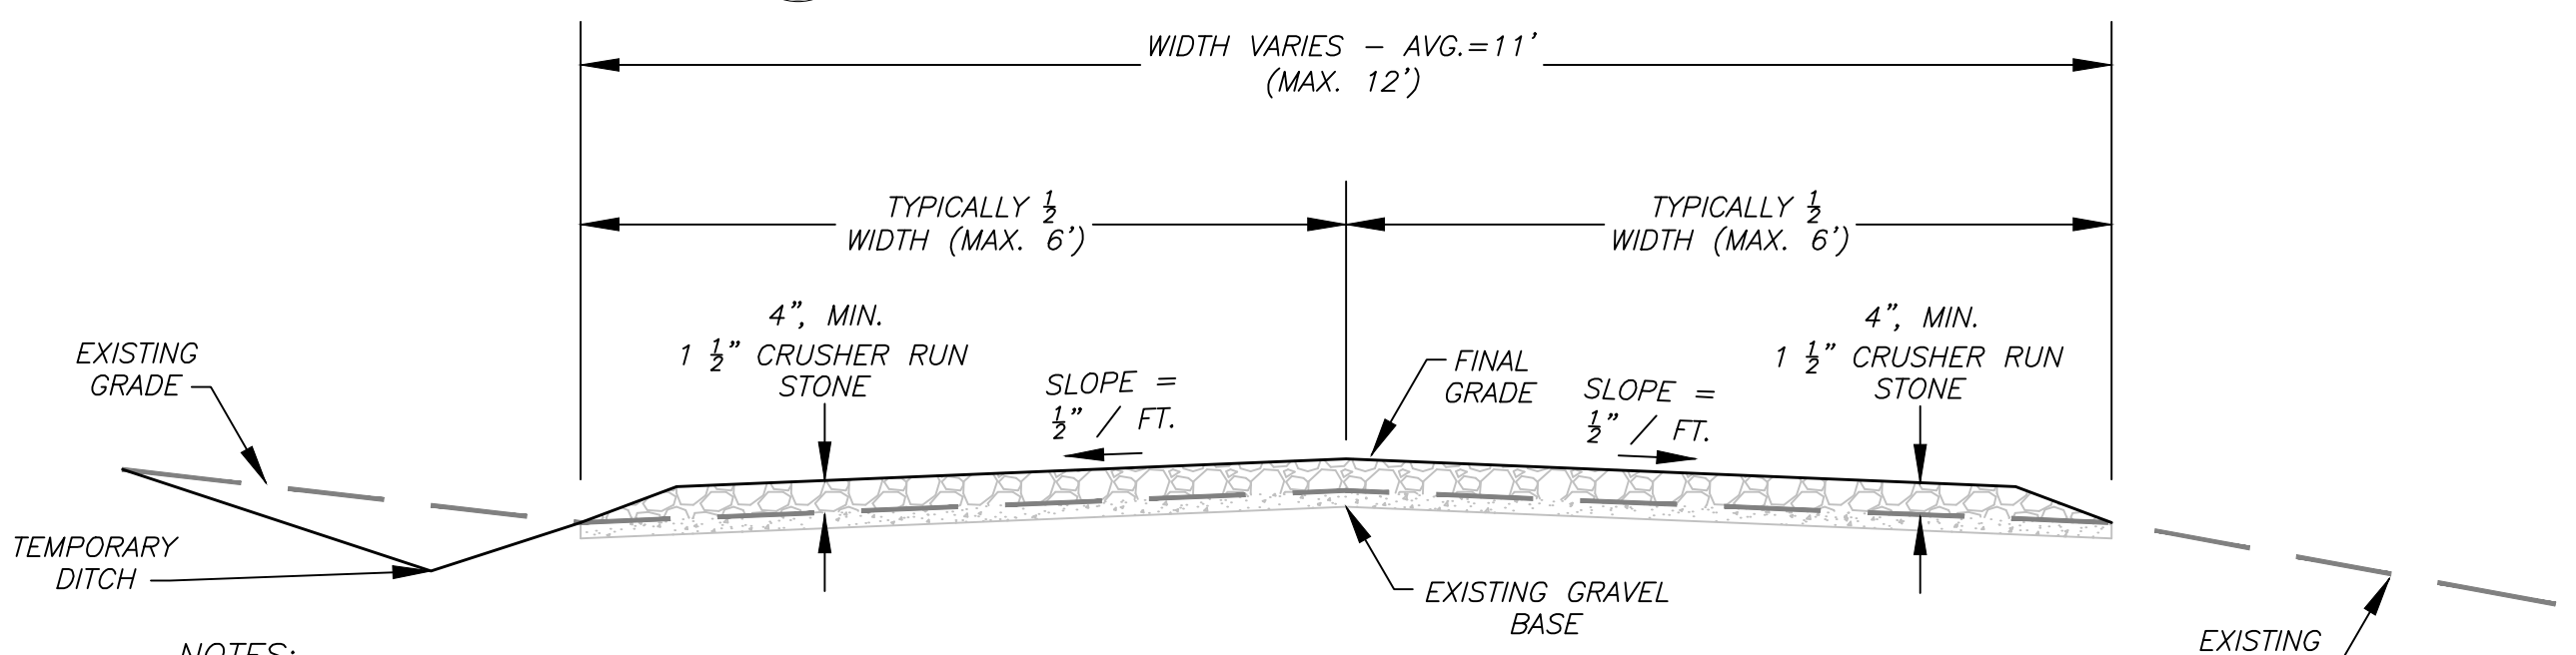 WIDTH VARIES – AVG.=11'
(MAX. 12')
TYPICALLY 1/2
WIDTH (MAX. 6')
TYPICALLY 1/2
WIDTH (MAX. 6')
4", MIN.
1 1/2" CRUSHER RUN
STONE
4", MIN.
1 1/2" CRUSHER RUN
STONE
EXISTING
GRADE
SLOPE =
1/2" / FT.
FINAL
GRADE
SLOPE =
1/2" / FT.
TEMPORARY
DITCH
EXISTING GRAVEL
BASE
NOTES:
EXISTING